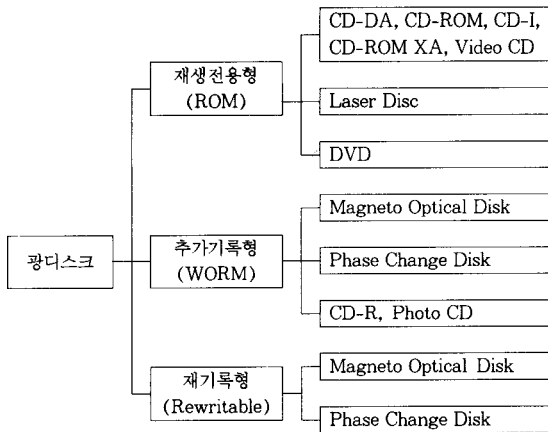 광디스크
재생전용형
(ROM)
CD-DA, CD-ROM, CD-I,
CD-ROM XA, Video CD
Laser Disc
DVD
추가기록형
(WORM)
Magneto Optical Disk
Phase Change Disk
CD-R, Photo CD
재기록형
(Rewritable)
Magneto Optical Disk
Phase Change Disk